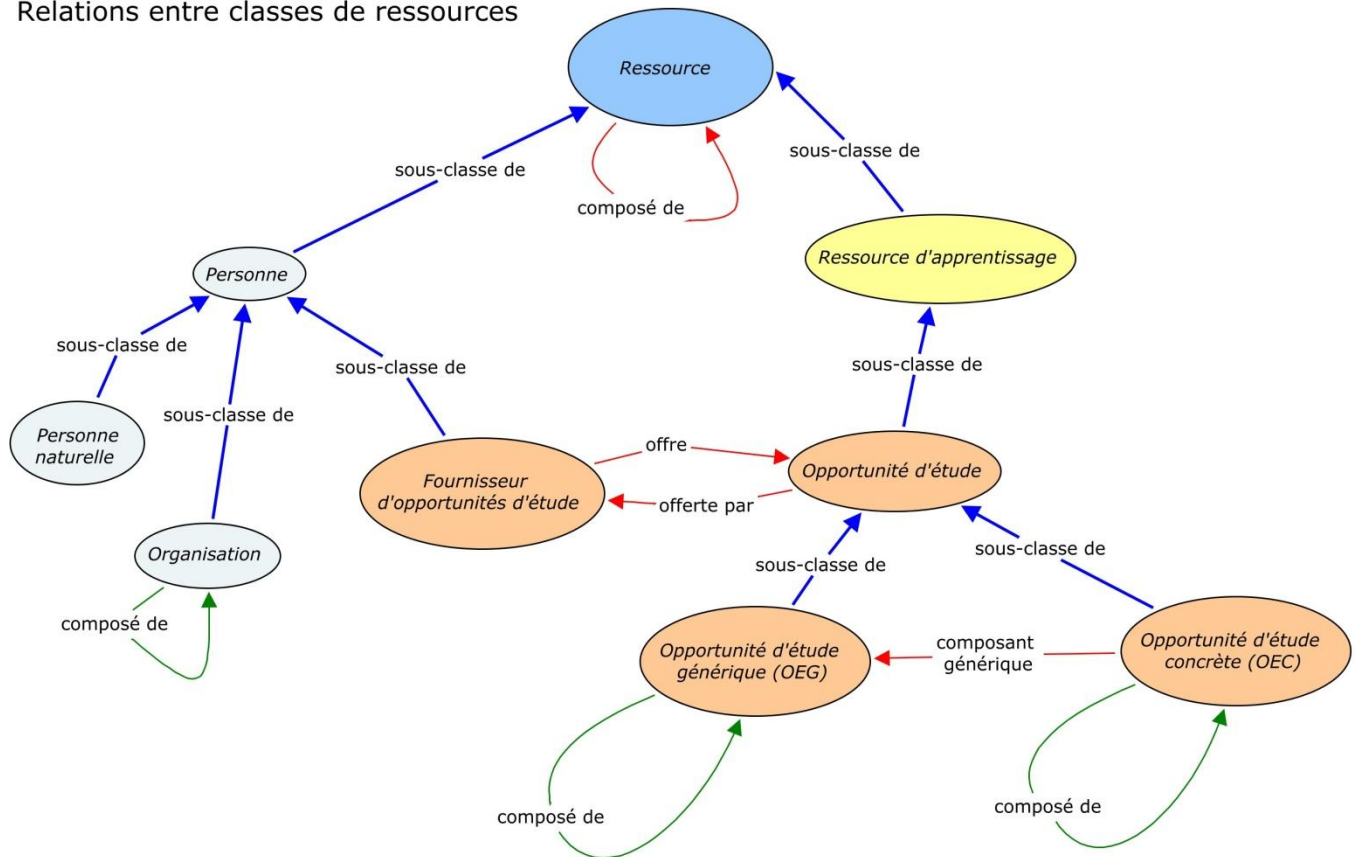 Relations entre classes de ressources
Ressource
sous-classe de
sous-classe de
composé de
Personne
Ressource d'apprentissage
sous-classe de
sous-classe de
sous-classe de
sous-classe de
Personne
naturelle
offre
Fournisseur
d'opportunités d'étude
Opportunité d'étude
offerte par
Organisation
sous-classe de
sous-classe de
composé de
Opportunité d'étude
générique (OEG)
composant
générique
Opportunité d'étude
concrète (OEC)
composé de
composé de